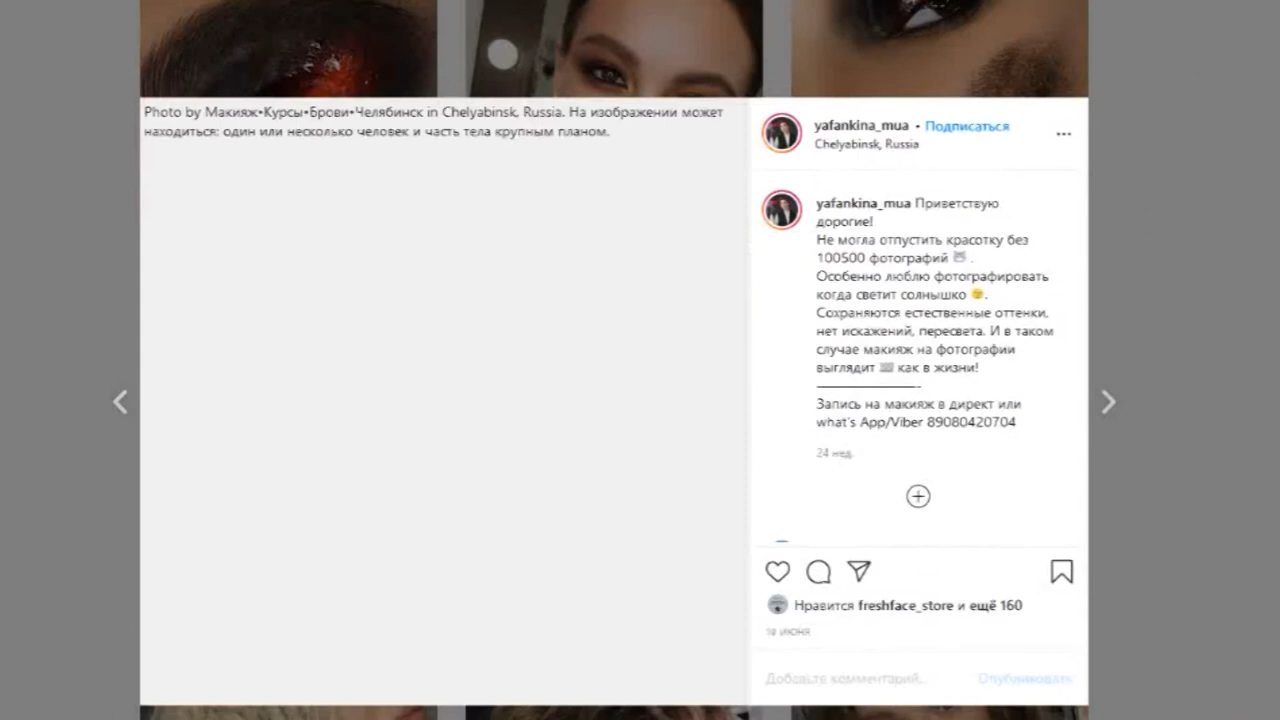 Photo by Макияж•Курсы•Брови•Челябинск in Chelyabinsk, Russia. На изображении может
находиться: один или несколько человек и часть тела крупным планом.
yafankina_mua • Подписаться
Chelyabinsk, Russia
yafankina_mua Приветствую
дорогие!
Не могла отпустить красотку без
100500 фотографий
Особенно люблю фотографировать
когда светит солнышко 🌞.
Сохраняются естественные оттенки,
нет искажений, пересвета. И в таком
случае макияж на фотографии
выглядит как в жизни!
Запись на макияж в директ или
what's App/Viber 89080420704
24 нед.
Нравится freshface_store и ещё 160
19 ИЮНЯ
Добавьте комментарий...
Опубликовать